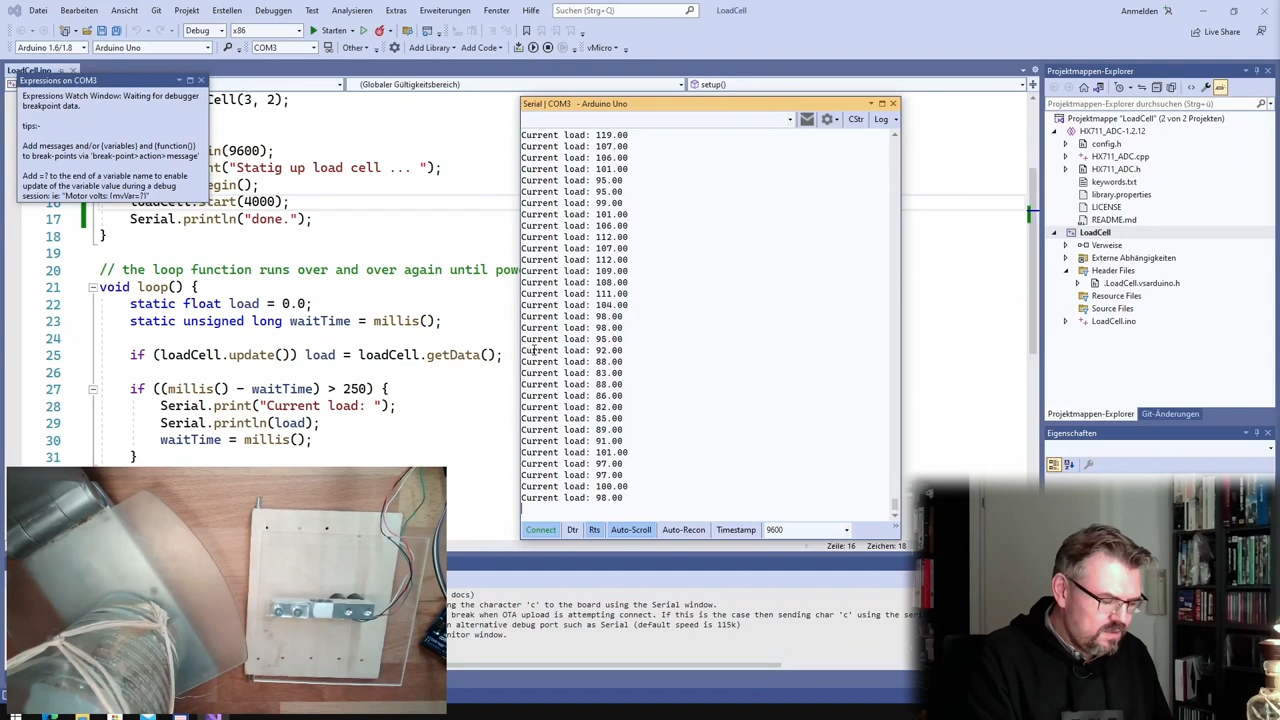 Datei Bearbeiten Ansicht Git Projekt Erstellen Debuggen Test Analysieren Extras Erweiterungen Fenster Hilfe Suchen (Strg+Q) LoadCell Anmelden
Debug x86 Starten Live Share
Arduino 1.6/1.8 Arduino Uno COM3 Other Add Library Add Code vMicro
LoadCell.ino
(Globaler Gültigkeitsbereich) setup()
Expressions on COM3
Expressions Watch Window: Waiting for debugger
breakpoint data.
tips:-
Add messages and/or {variables} and {function()}
to break-points via 'break-point>action>message'
Add =? to the end of a variable name to enable
update of the variable value during a debug
session: ie: "Motor volts: {myVar=?}"
Cell(3, 2);
in(9600);
t("Statig up load cell ... ");
egin();
16 loadCell.start(4000);
17 Serial.println("done.");
18 }
19
20 // the loop function runs over and over again until pow
21 void loop() {
22 static float load = 0.0;
23 static unsigned long waitTime = millis();
24
25 if (loadCell.update()) load = loadCell.getData();
26
27 if ((millis() - waitTime) > 250) {
28 Serial.print("Current load: ");
29 Serial.println(load);
30 waitTime = millis();
31 }
Serial | COM3 - Arduino Uno
CStr Log
Current load: 119.00
Current load: 107.00
Current load: 106.00
Current load: 101.00
Current load: 95.00
Current load: 95.00
Current load: 99.00
Current load: 101.00
Current load: 106.00
Current load: 112.00
Current load: 107.00
Current load: 112.00
Current load: 109.00
Current load: 108.00
Current load: 111.00
Current load: 104.00
Current load: 98.00
Current load: 98.00
Current load: 95.00
Current load: 92.00
Current load: 88.00
Current load: 83.00
Current load: 88.00
Current load: 86.00
Current load: 82.00
Current load: 85.00
Current load: 89.00
Current load: 91.00
Current load: 101.00
Current load: 97.00
Current load: 97.00
Current load: 100.00
Current load: 98.00
Connect Dtr Rts Auto-Scroll Auto-Recon Timestamp 9600
Zeile: 16 Zeichen: 18
docs)
ng the character 'c' to the board using the Serial window.
break when OTA upload is attempting connect. If this is the case then sending char 'c' using the seri
n alternative debug port such as Serial (default speed is 115k)
nitor window.
Projektmappen-Explorer
Projektmappen-Explorer durchsuchen (Strg+ü)
Projektmappe "LoadCell" (2 von 2 Projekten)
HX711_ADC-1.2.12
config.h
HX711_ADC.cpp
HX711_ADC.h
keywords.txt
library.properties
LICENSE
README.md
LoadCell
Verweise
Externe Abhängigkeiten
Header Files
.LoadCell.vsarduino.h
Resource Files
Source Files
LoadCell.ino
Projektmappen-Explorer Git-Änderungen
Eigenschaften